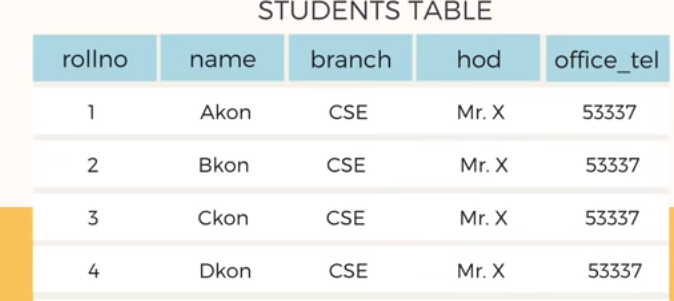 STUDENTS TABLE
rollno name branch hod office_tel
1 Akon CSE Mr. X 53337
2 Bkon CSE Mr. X 53337
3 Ckon CSE Mr. X 53337
4 Dkon CSE Mr. X 53337